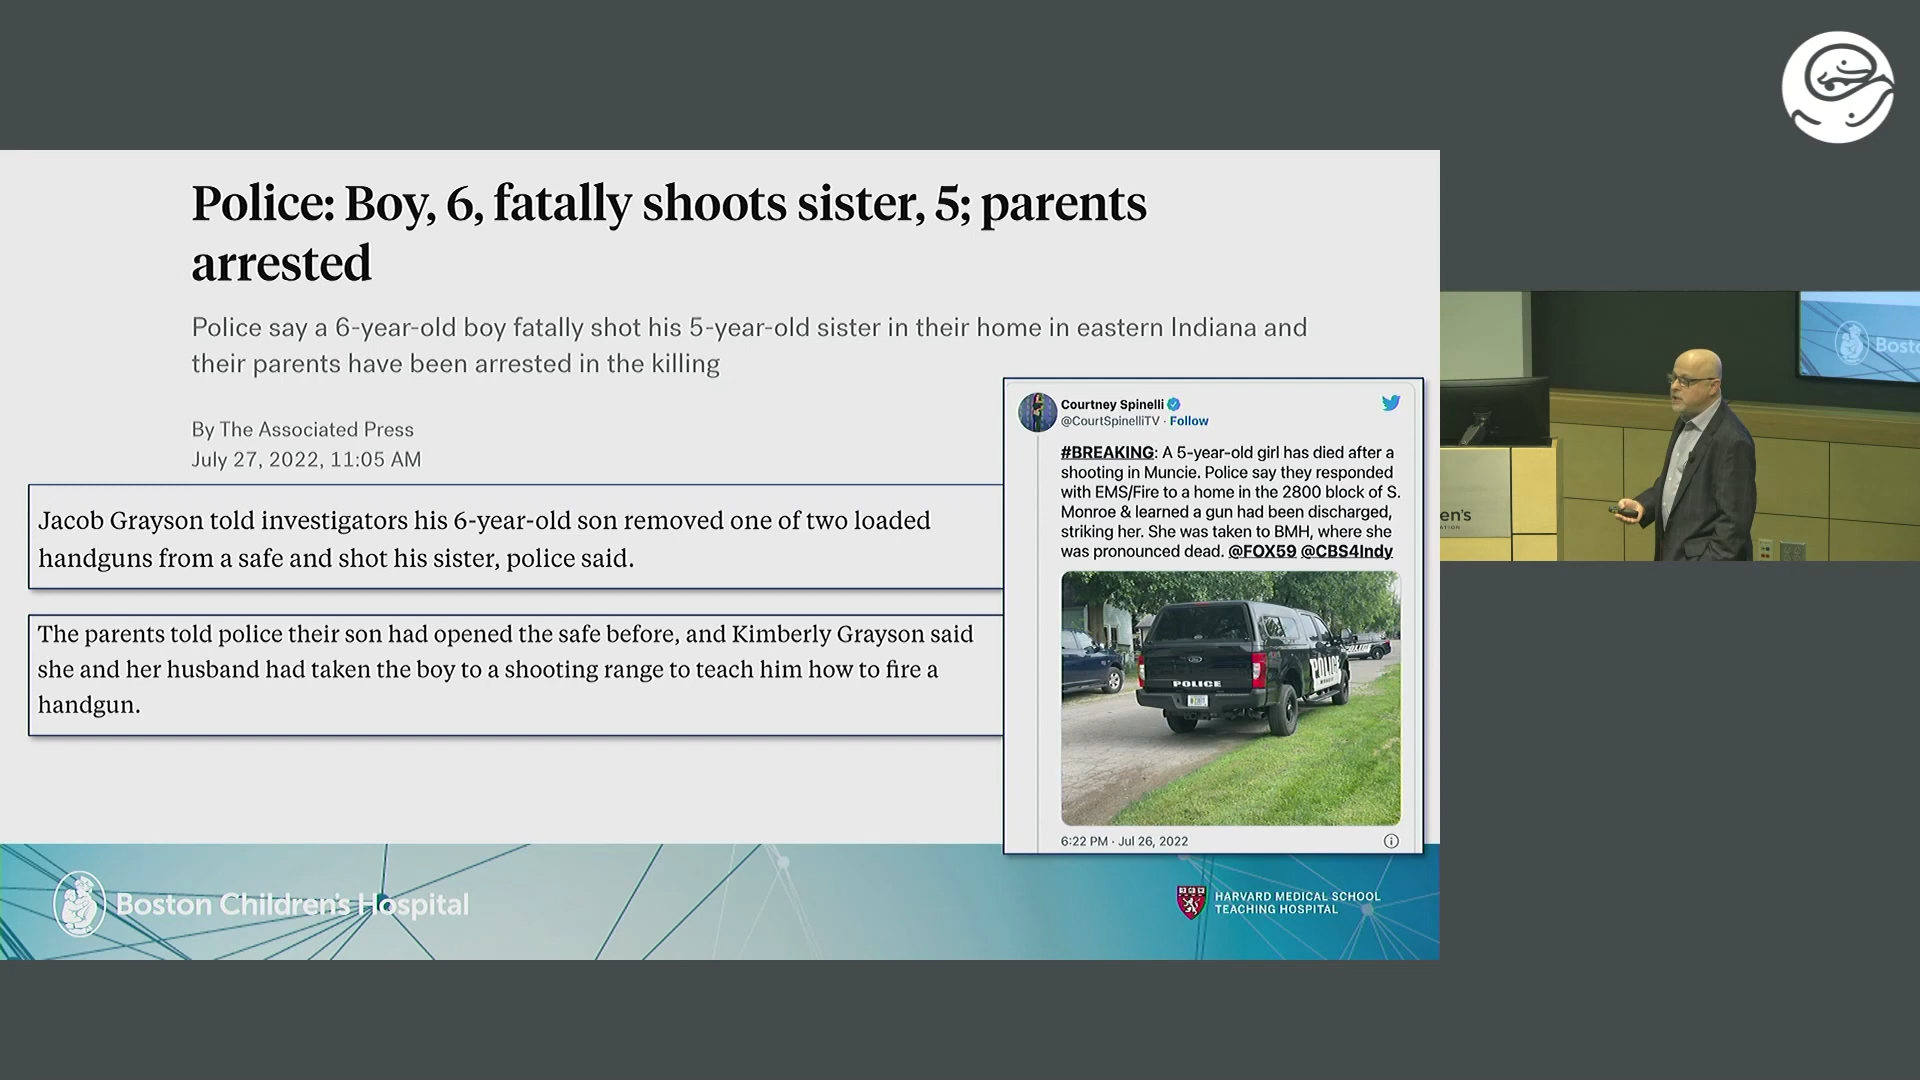 Police: Boy, 6, fatally shoots sister, 5; parents
arrested
Police say a 6-year-old boy fatally shot his 5-year-old sister in their home in eastern Indiana and
their parents have been arrested in the killing
By The Associated Press
July 27, 2022, 11:05 AM
Jacob Grayson told investigators his 6-year-old son removed one of two loaded
handguns from a safe and shot his sister, police said.
The parents told police their son had opened the safe before, and Kimberly Grayson said
she and her husband had taken the boy to a shooting range to teach him how to fire a
handgun.
Courtney Spinelli
@CourtSpinelliTV · Follow
#BREAKING: A 5-year-old girl has died after a
shooting in Muncie. Police say they responded
with EMS/Fire to a home in the 2800 block of S.
Monroe & learned a gun had been discharged,
striking her. She was taken to BMH, where she
was pronounced dead. @FOX59 @CBS4Indy
POLICE
POLICE
6:22 PM · Jul 26, 2022
Boston Children's Hospital
HARVARD MEDICAL SCHOOL
TEACHING HOSPITAL
Bost
en's